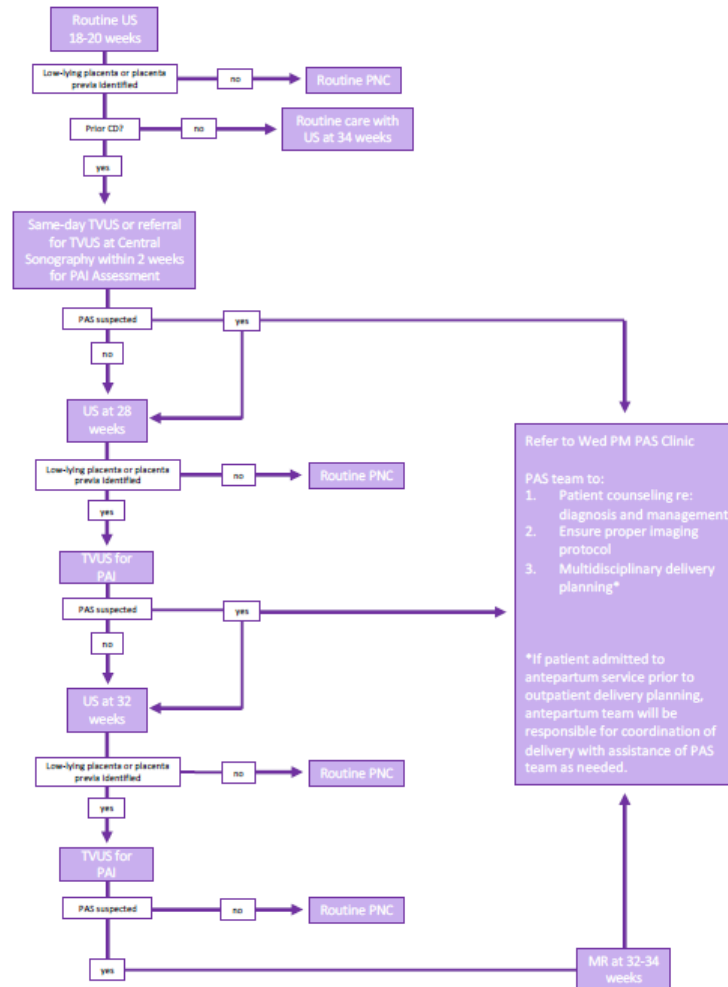 Routine US
18-20 weeks
Low-lying placenta or placenta
previa identified
no
Routine PNC
Prior CD?
no
Routine care with
US at 34 weeks
yes
Same-day TVUS or referral
for TVUS at Central
Sonography within 2 weeks
for PAI Assessment
PAS suspected
yes
no
US at 28
weeks
Low-lying placenta or placenta
previa identified
no
Routine PNC
yes
TVUS for
PAI
PAS suspected
yes
no
US at 32
weeks
Low-lying placenta or placenta
previa identified
no
Routine PNC
yes
TVUS for
PAI
PAS suspected
no
Routine PNC
yes
MR at 32-34
weeks
Refer to Wed PM PAS Clinic
PAS team to:
1. Patient counseling re:
diagnosis and management
2. Ensure proper imaging
protocol
3. Multidisciplinary delivery
planning*
*If patient admitted to
antepartum service prior to
outpatient delivery planning,
antepartum team will be
responsible for coordination of
delivery with assistance of PAS
team as needed.